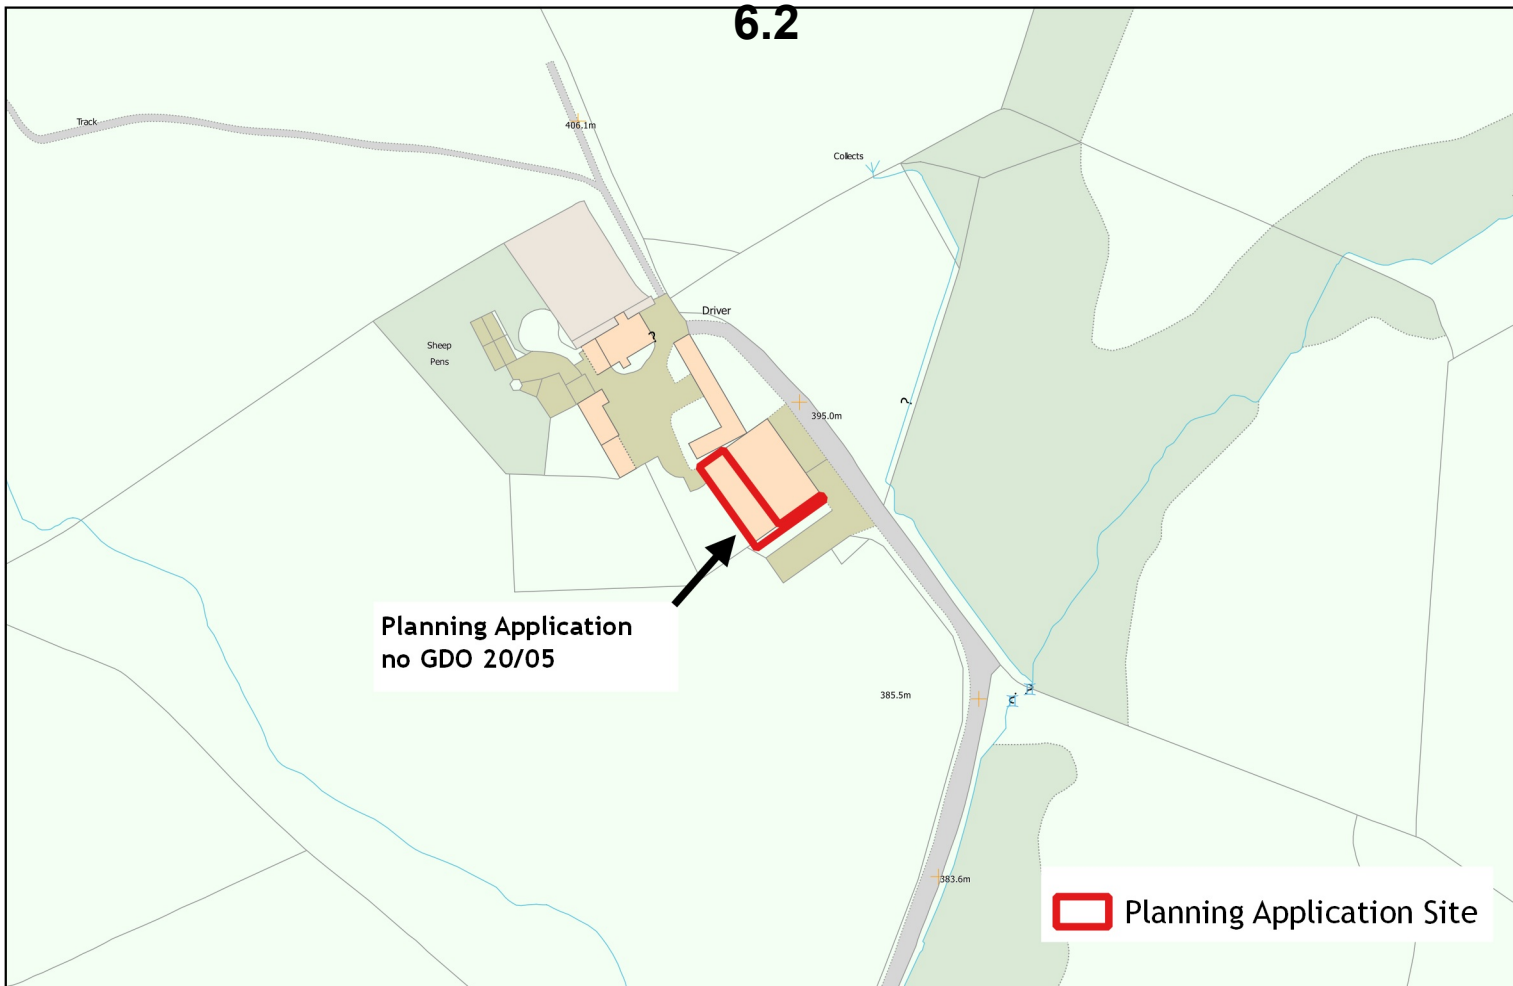 6.2
Track
406.1m
Collects
Driver
Sheep
Pens
395.0m
Planning Application
no GDO 20/05
385.5m
383.6m
Planning Application Site